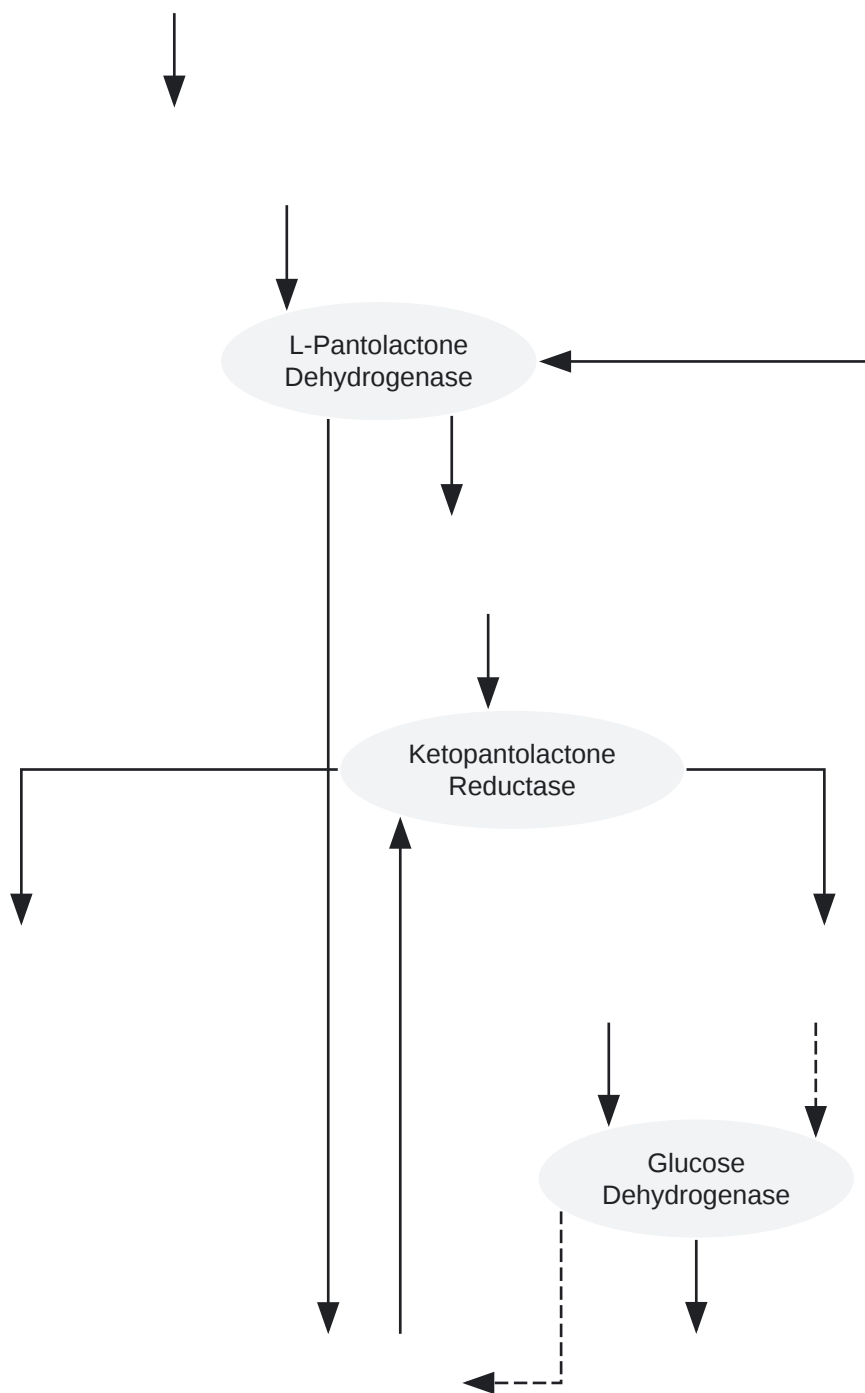 L-Pantolactone
Dehydrogenase
Ketopantolactone
Reductase
Glucose
Dehydrogenase